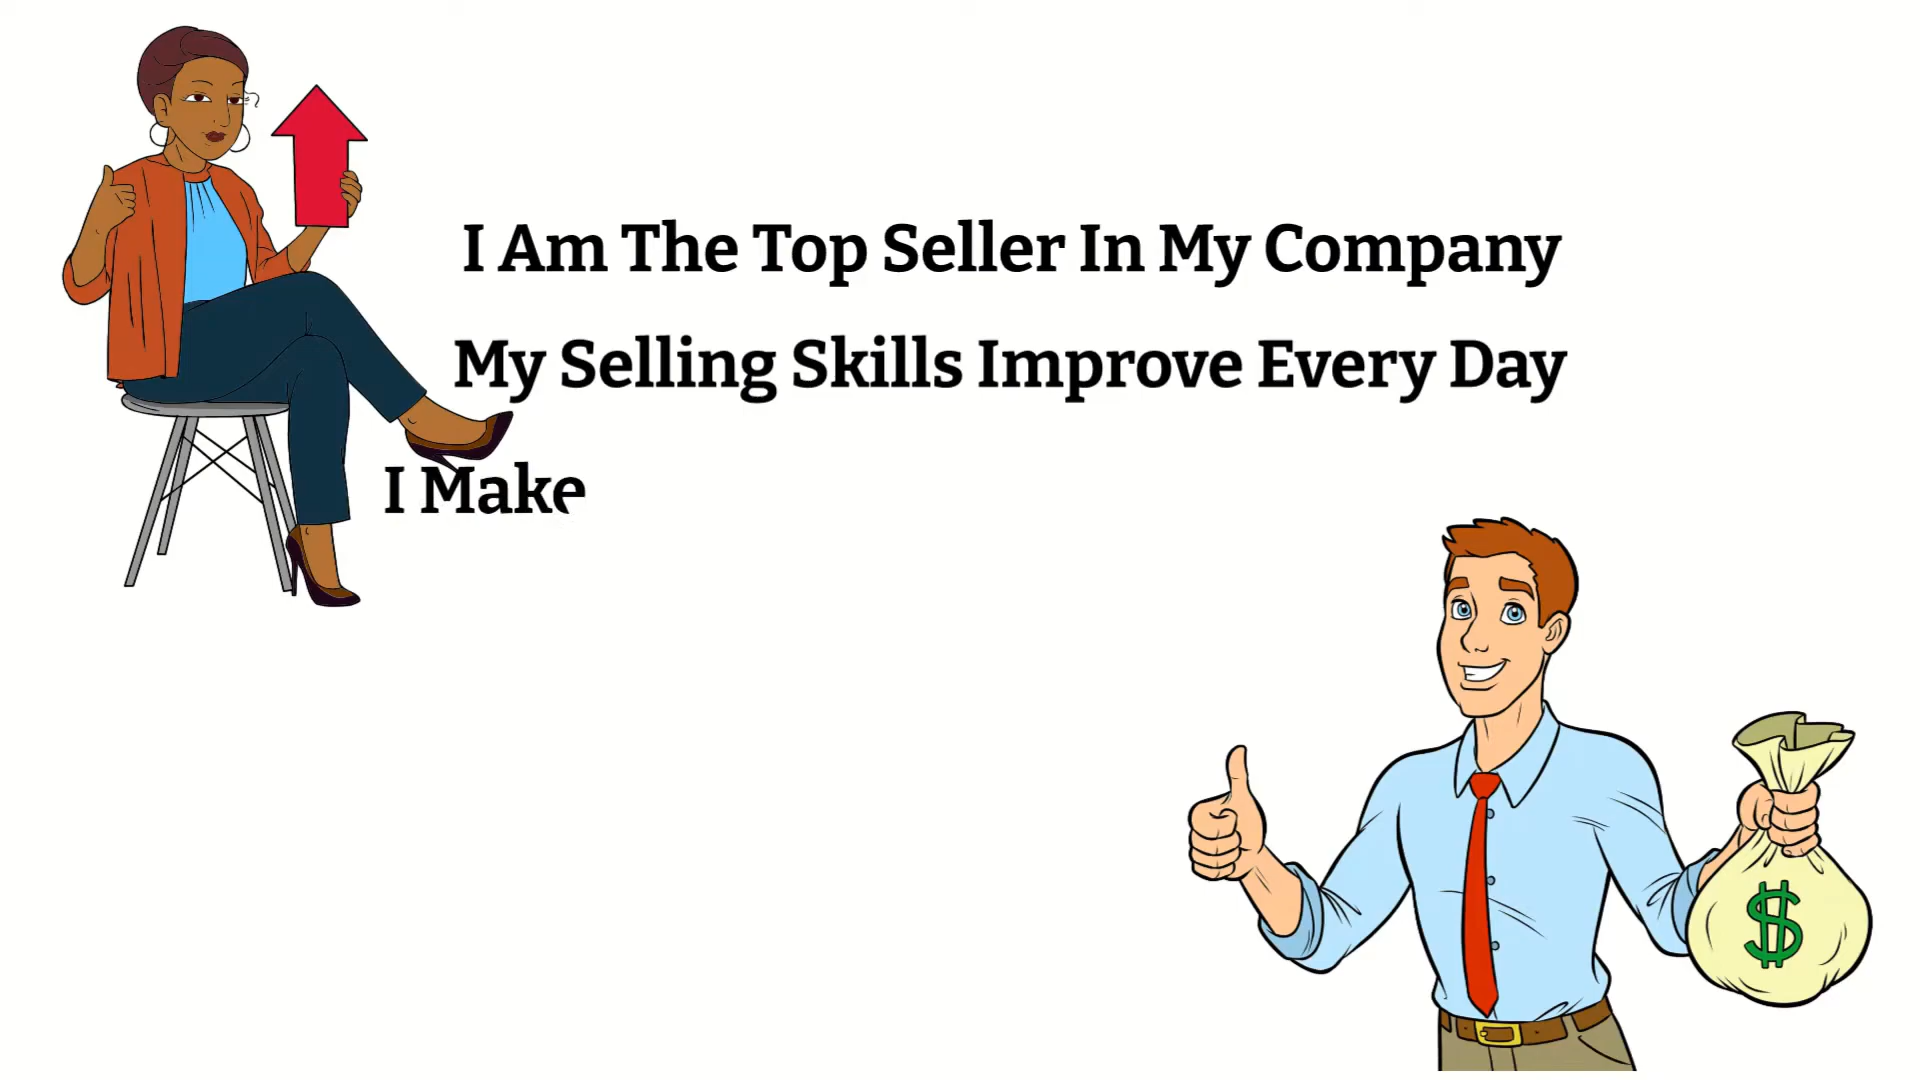 I Am The Top Seller In My Company
My Selling Skills Improve Every Day
I Make
$